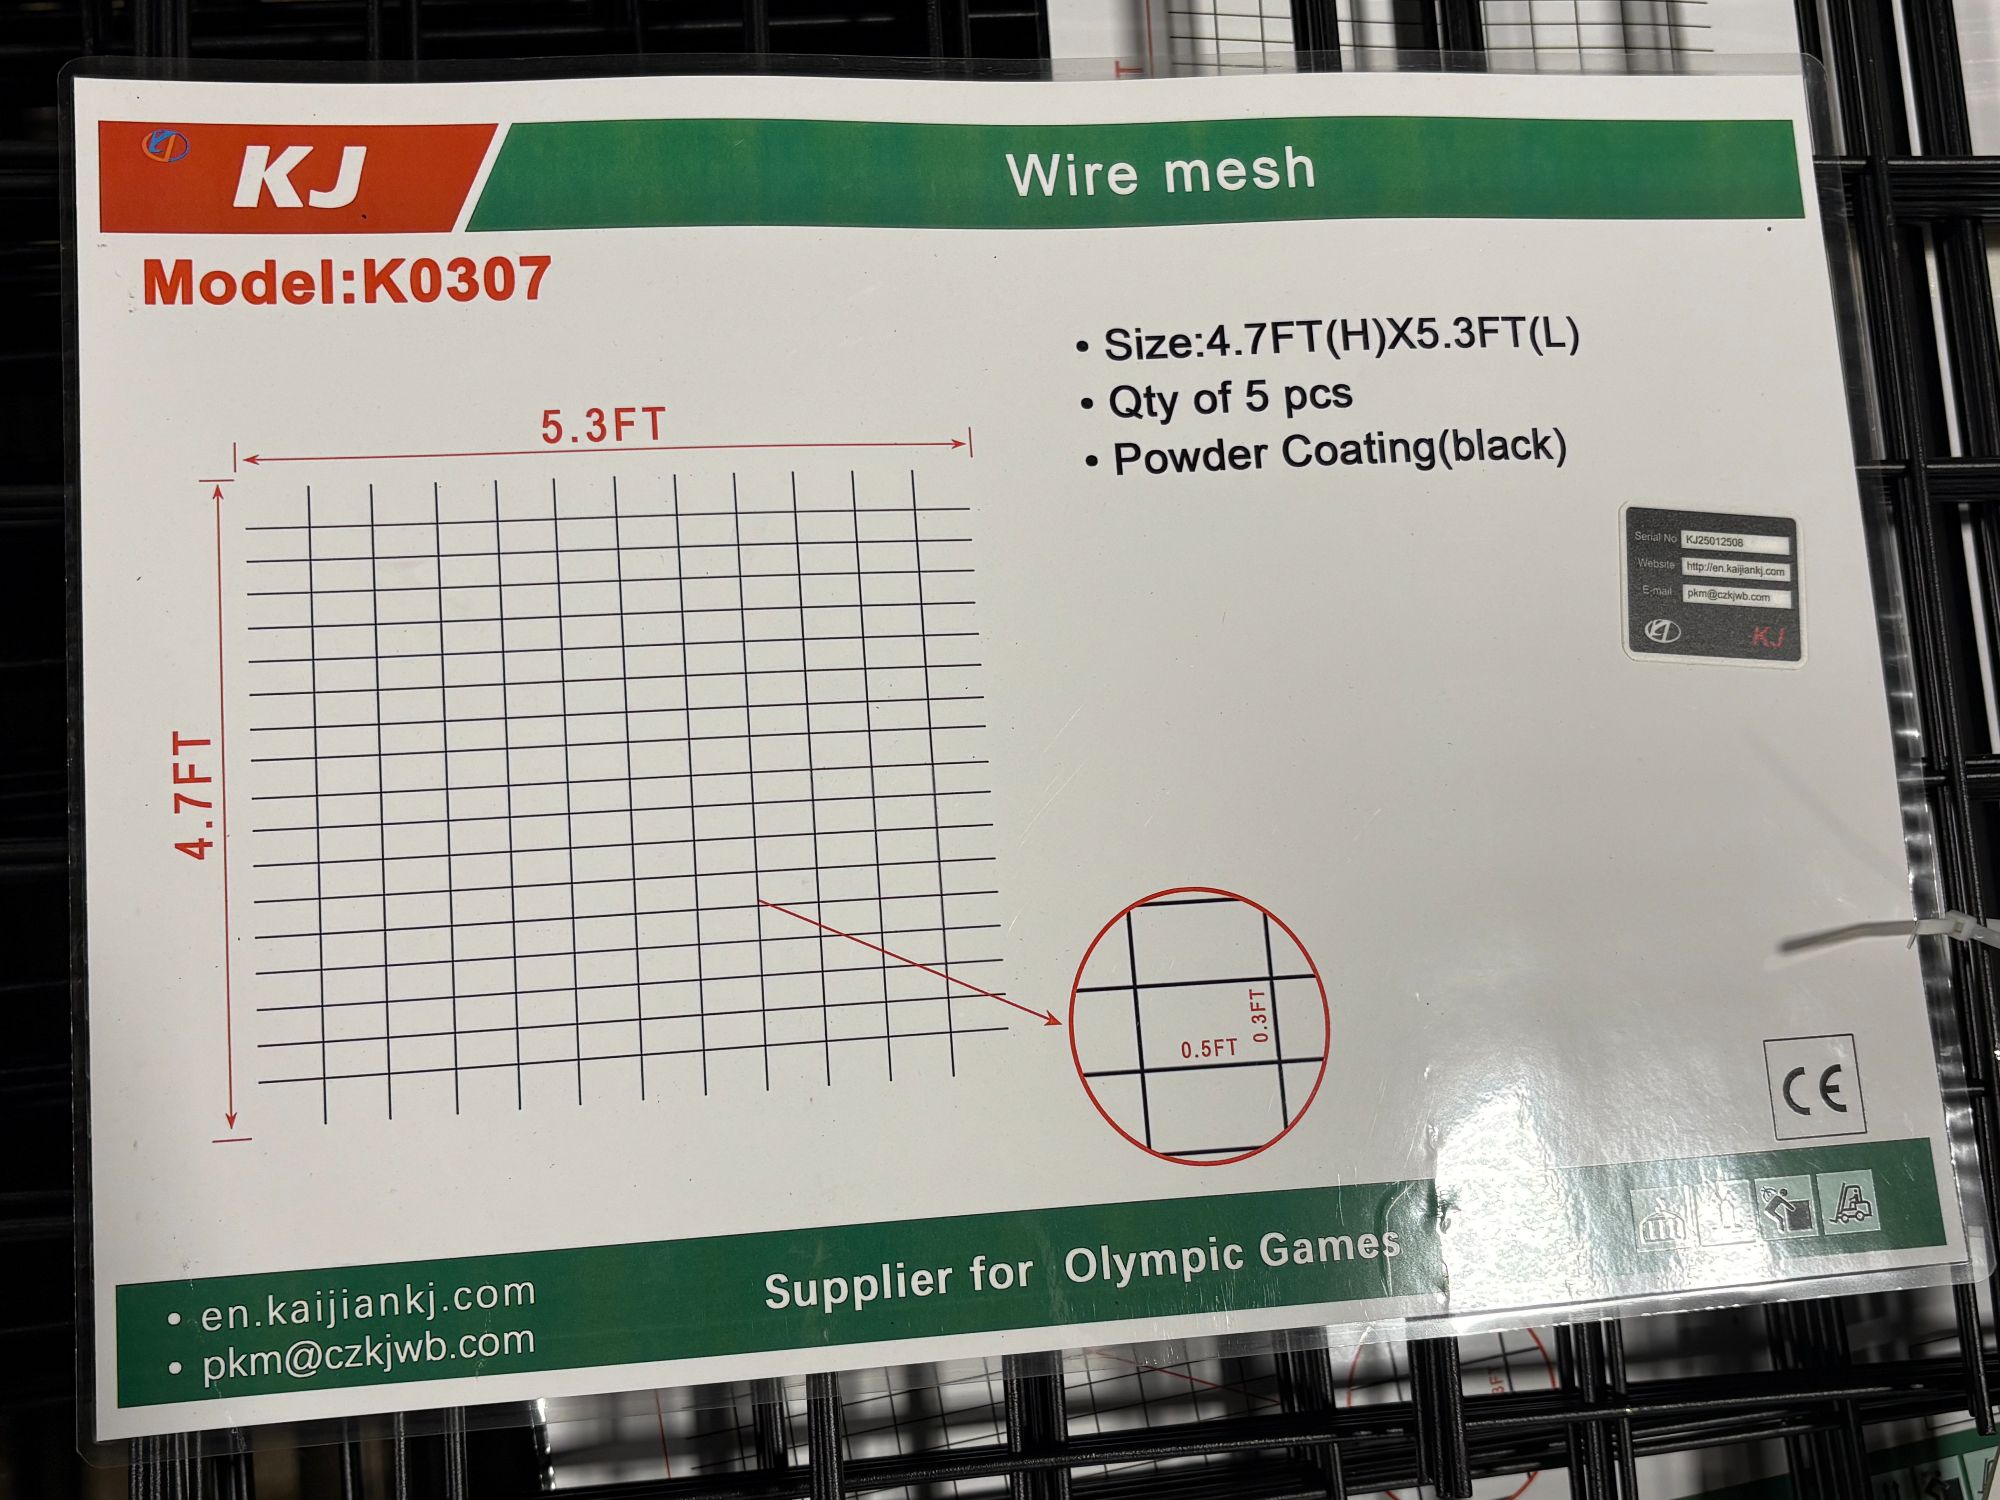 KJ
Wire mesh
Model:K0307
• Size:4.7FT(H)X5.3FT(L)
• Qty of 5 pcs
• Powder Coating(black)
5.3FT
4.7FT
Serial No KJ25012508
Website http://en.kaijiankj.com
E-mail pkm@czkjwb.com
KJ
0.5FT
0.3FT
CE
• en.kaijiankj.com
• pkm@czkjwb.com
Supplier for Olympic Games